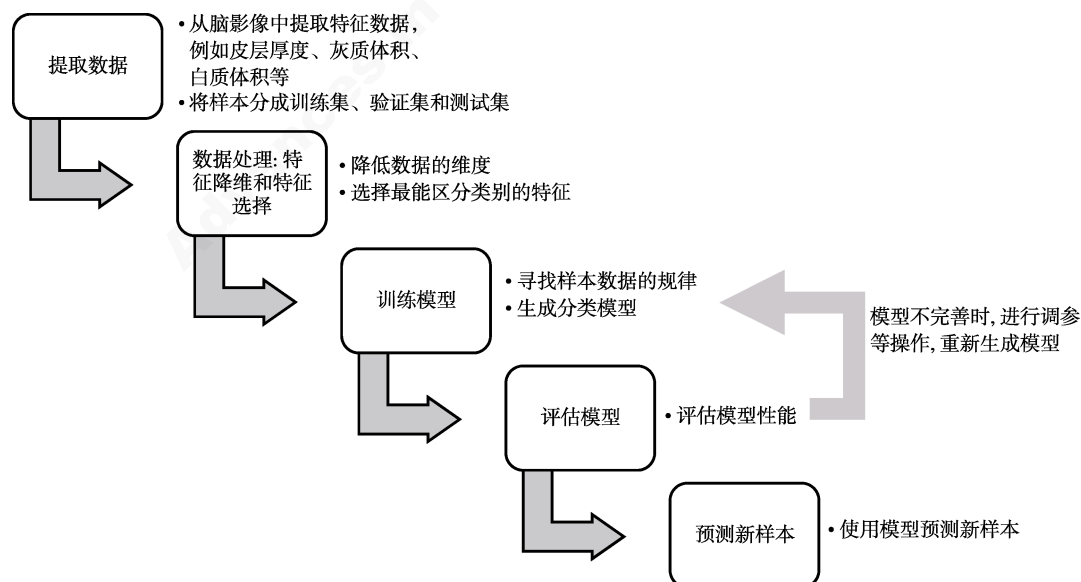 提取数据
• 从脑影像中提取特征数据，
例如皮层厚度、灰质体积、
白质体积等
• 将样本分成训练集、验证集和测试集
数据处理: 特
征降维和特征
选择
• 降低数据的维度
• 选择最能区分类别的特征
训练模型
• 寻找样本数据的规律
• 生成分类模型
模型不完善时, 进行调参
等操作, 重新生成模型
评估模型
• 评估模型性能
预测新样本
• 使用模型预测新样本